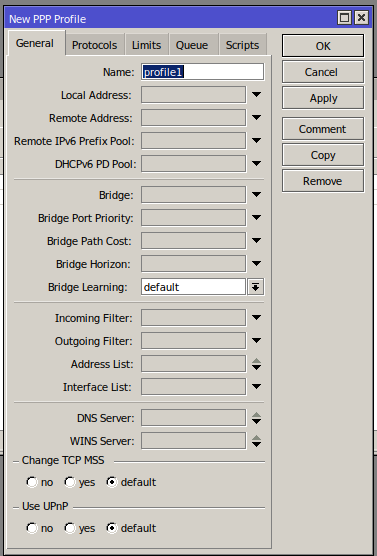 New PPP Profile
General Protocols Limits Queue Scripts
OK
Cancel
Apply
Comment
Copy
Remove
Name: profile1
Local Address:
Remote Address:
Remote IPv6 Prefix Pool:
DHCPv6 PD Pool:
Bridge:
Bridge Port Priority:
Bridge Path Cost:
Bridge Horizon:
Bridge Learning: default
Incoming Filter:
Outgoing Filter:
Address List:
Interface List:
DNS Server:
WINS Server:
Change TCP MSS
no yes default
Use UPnP
no yes default